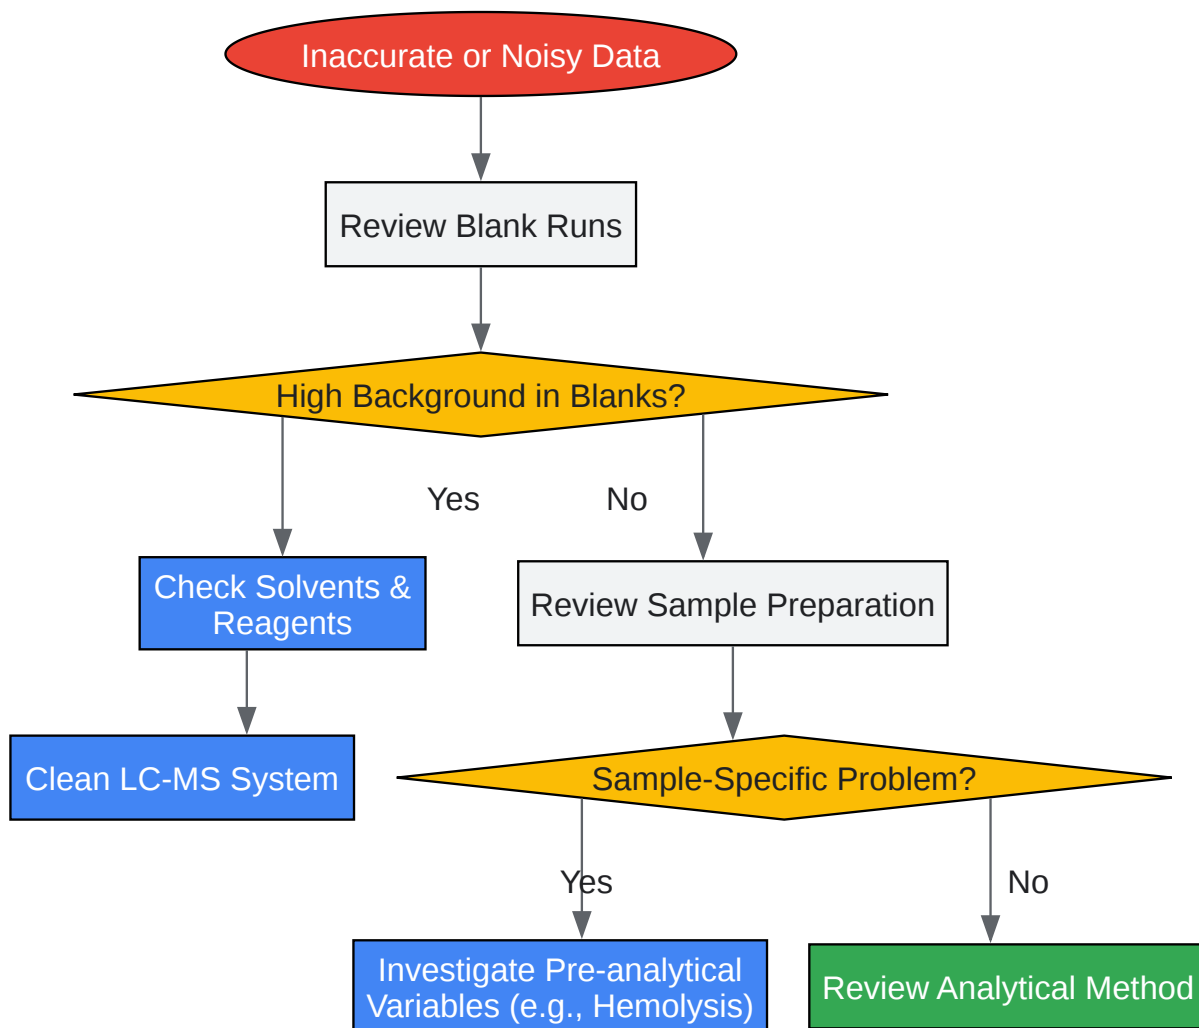 Inaccurate or Noisy Data
Review Blank Runs
High Background in Blanks?
Yes
No
Check Solvents &
Reagents
Review Sample Preparation
Clean LC-MS System
Sample-Specific Problem?
Yes
No
Investigate Pre-analytical
Variables (e.g., Hemolysis)
Review Analytical Method